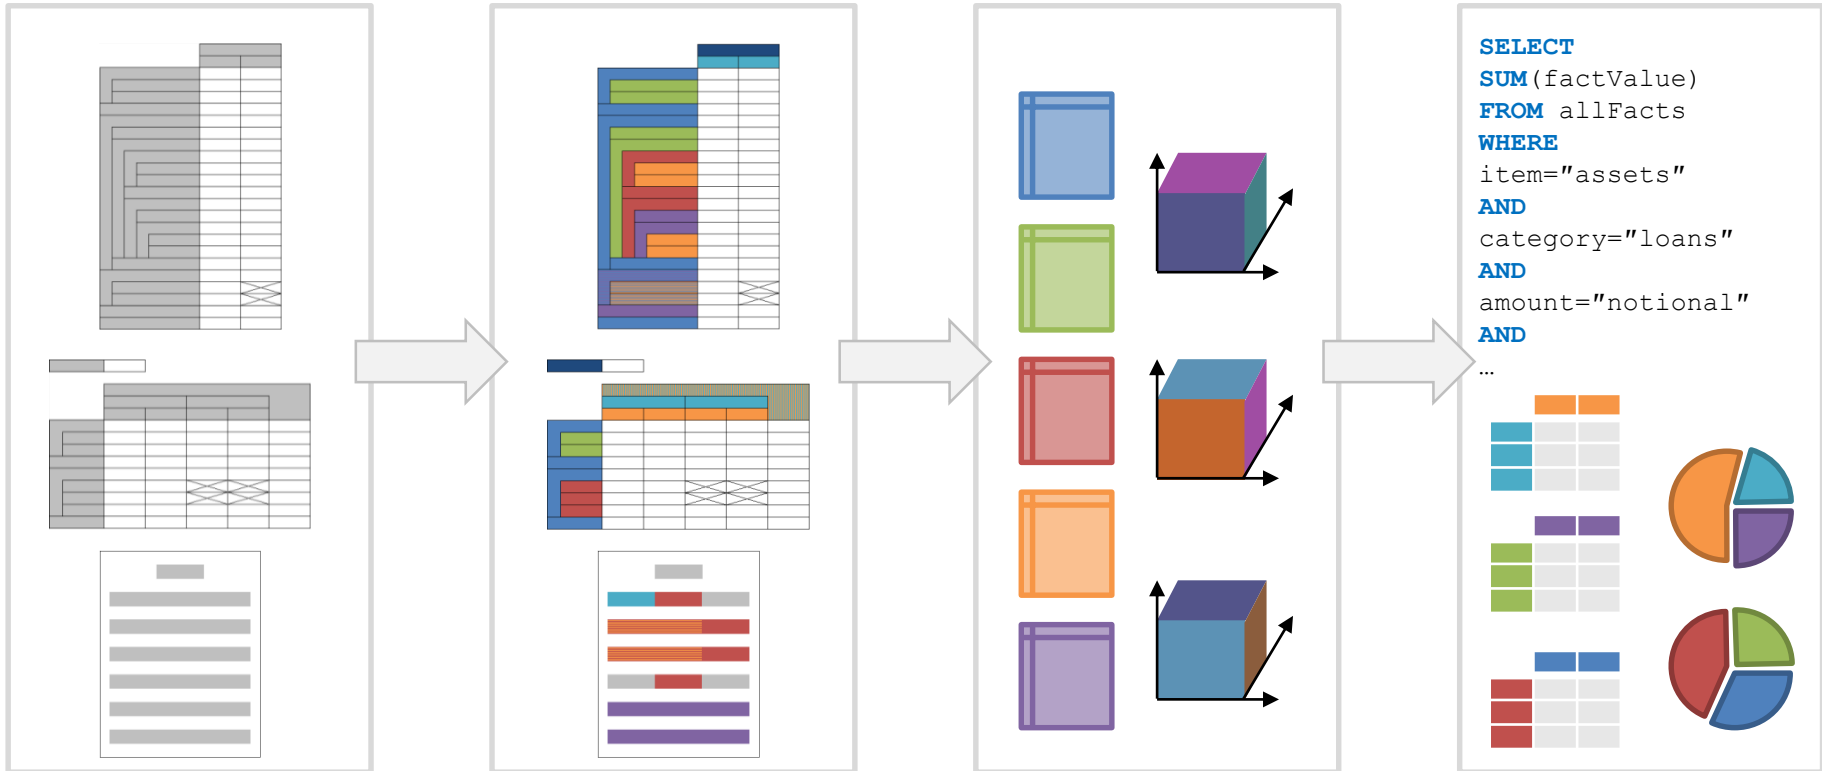 SELECT
SUM(factValue)
FROM allFacts
WHERE
item="assets"
AND
category="loans"
AND
amount="notional"
AND
…